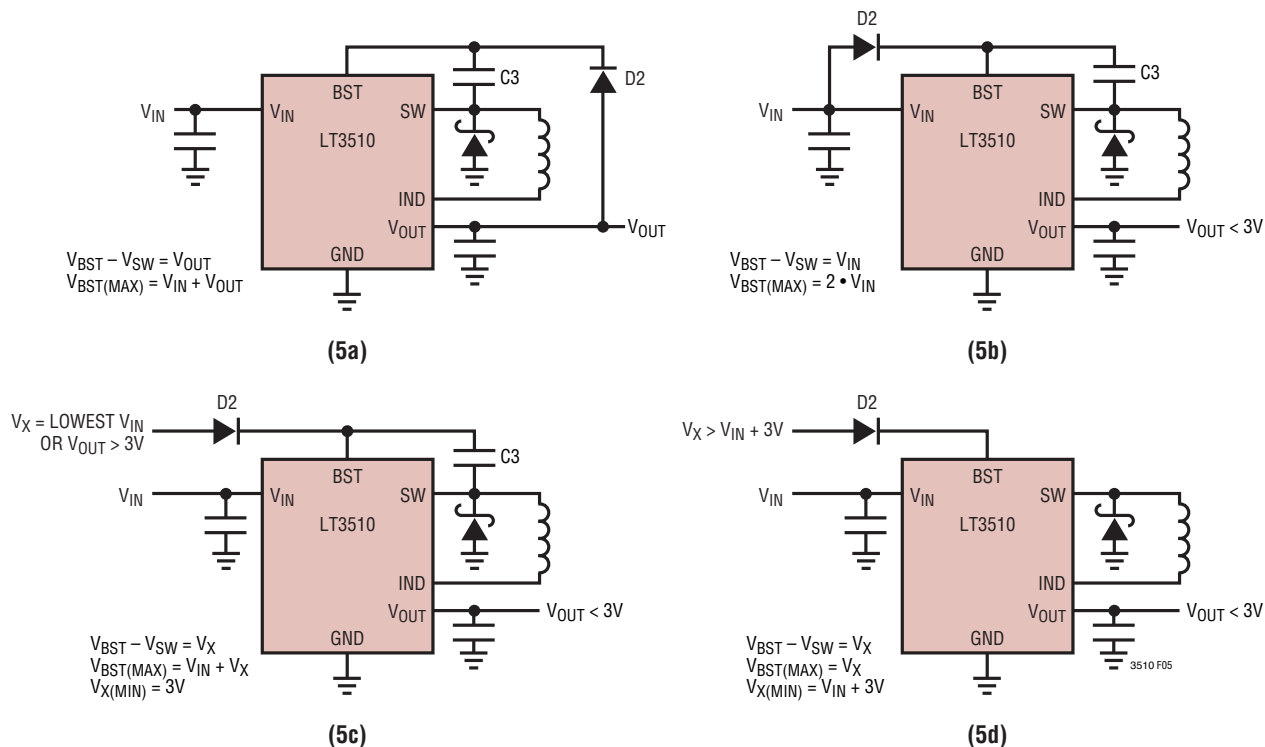 D2
C3
BST
V_IN
V_IN
SW
LT3510
IND
V_OUT
V_OUT
GND
V_BST – V_SW = V_OUT
V_BST(MAX) = V_IN + V_OUT
(5a)
D2
C3
BST
V_IN
V_IN
SW
LT3510
IND
V_OUT
V_OUT < 3V
GND
V_BST – V_SW = V_IN
V_BST(MAX) = 2 • V_IN
(5b)
D2
V_X = LOWEST V_IN
OR V_OUT > 3V
C3
BST
V_IN
V_IN
SW
LT3510
IND
V_OUT
V_OUT < 3V
GND
V_BST – V_SW = V_X
V_BST(MAX) = V_IN + V_X
V_X(MIN) = 3V
(5c)
D2
V_X > V_IN + 3V
BST
V_IN
V_IN
SW
LT3510
IND
V_OUT
V_OUT < 3V
GND
V_BST – V_SW = V_X
V_BST(MAX) = V_X
V_X(MIN) = V_IN + 3V
3510 F05
(5d)